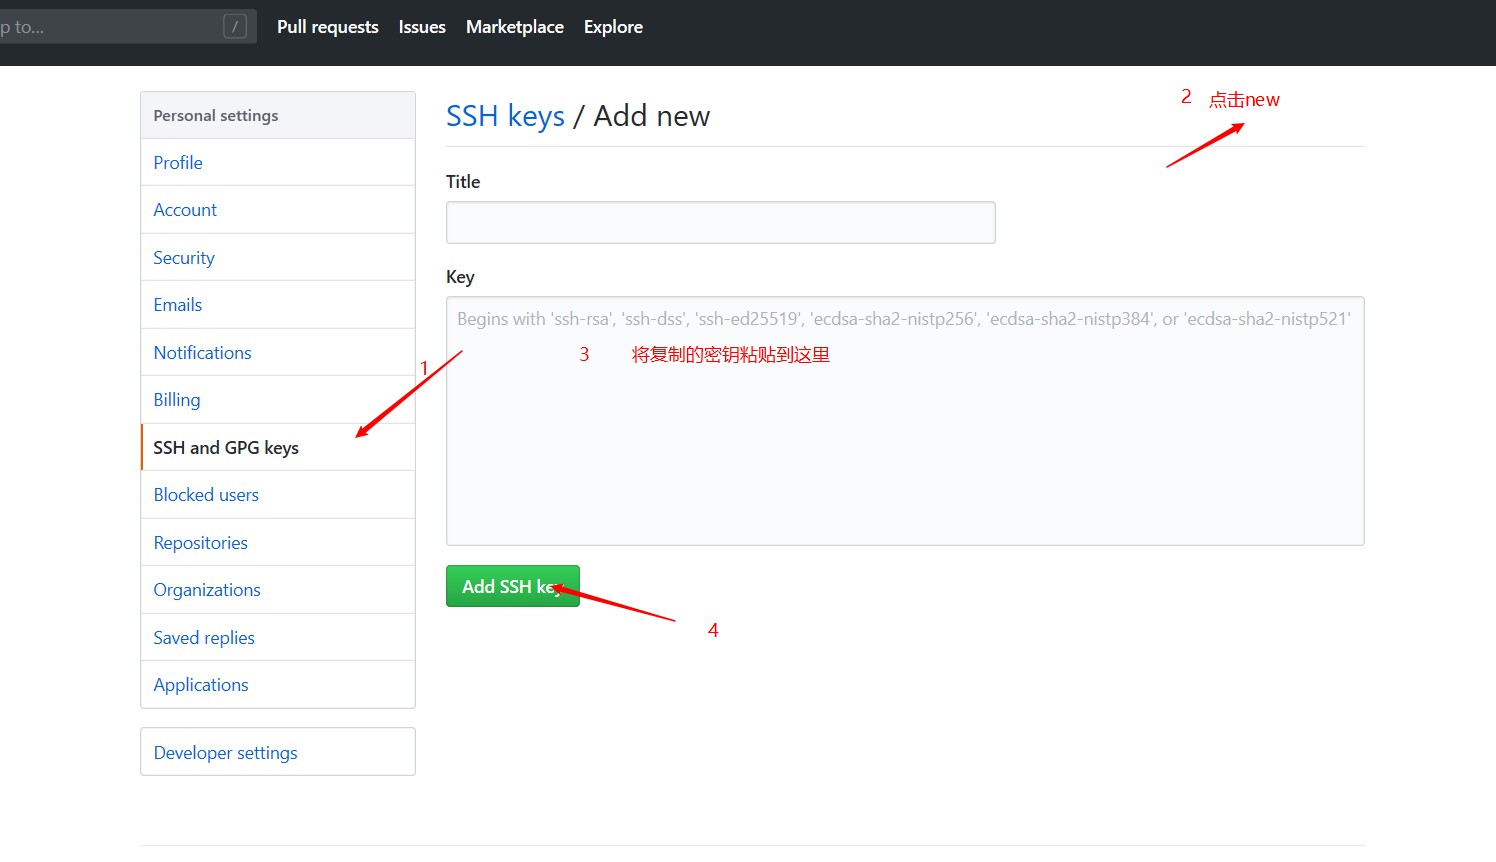 p to... / Pull requests Issues Marketplace Explore
Personal settings
Profile
Account
Security
Emails
Notifications
Billing
SSH and GPG keys
Blocked users
Repositories
Organizations
Saved replies
Applications
Developer settings
SSH keys / Add new
2 点击new
Title
Key
Begins with 'ssh-rsa', 'ssh-dss', 'ssh-ed25519', 'ecdsa-sha2-nistp256', 'ecdsa-sha2-nistp384', or 'ecdsa-sha2-nistp521'
3 将复制的密钥粘贴到这里
1
Add SSH key
4